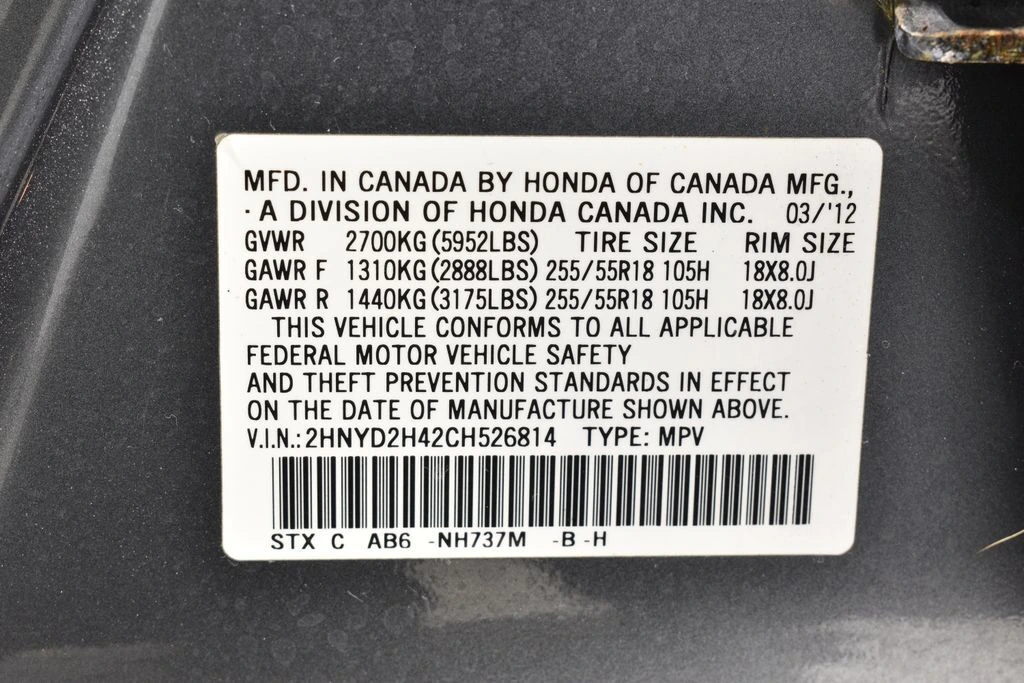 MFD. IN CANADA BY HONDA OF CANADA MFG.,
· A DIVISION OF HONDA CANADA INC. 03/'12
GVWR 2700KG (5952LBS) TIRE SIZE RIM SIZE
GAWR F 1310KG (2888LBS) 255/55R18 105H 18X8.0J
GAWR R 1440KG (3175LBS) 255/55R18 105H 18X8.0J
THIS VEHICLE CONFORMS TO ALL APPLICABLE
FEDERAL MOTOR VEHICLE SAFETY
AND THEFT PREVENTION STANDARDS IN EFFECT
ON THE DATE OF MANUFACTURE SHOWN ABOVE.
V.I.N.: 2HNYD2H42CH526814 TYPE: MPV
STX C AB6 -NH737M -B -H